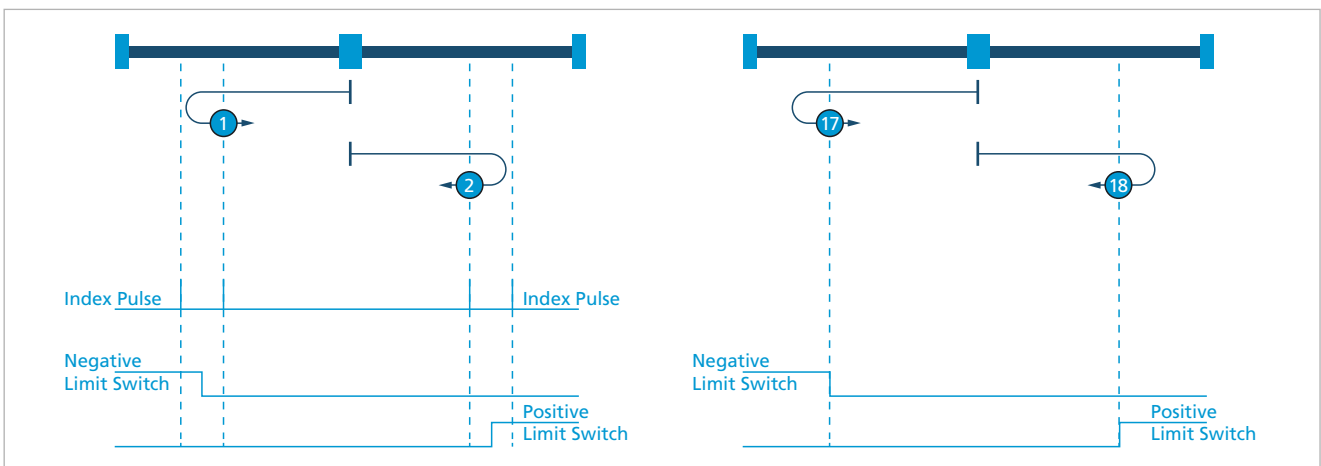 1
2
Index Pulse
Index Pulse
Negative
Limit Switch
Positive
Limit Switch
17
18
Negative
Limit Switch
Positive
Limit Switch